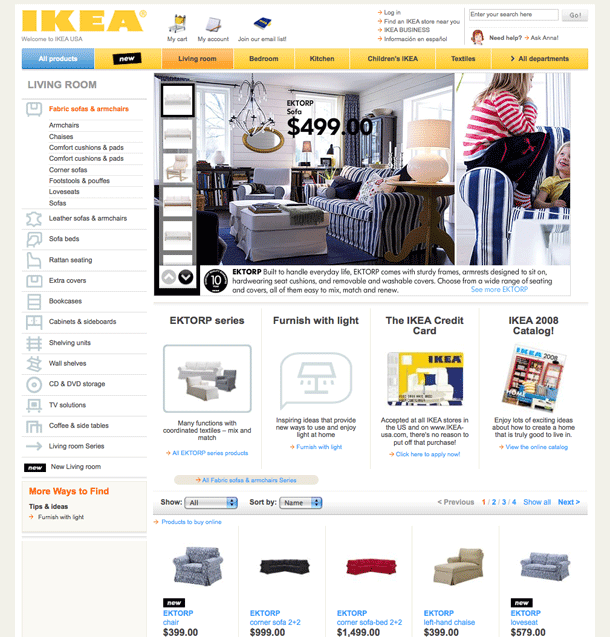 IKEA®
Welcome to IKEA USA
My cart
My account
Join our email list!
Log in
Find an IKEA store near you
IKEA BUSINESS
Información en español
Enter your search here
Go!
Need help? Ask Anna!
All products
new
Living room
Bedroom
Kitchen
Children's IKEA
Textiles
All departments
LIVING ROOM
Fabric sofas & armchairs
Armchairs
Chaises
Comfort cushions & pads
Comfort cushions & pads
Corner sofas
Footstools & pouffes
Loveseats
Sofas
Leather sofas & armchairs
Sofa beds
Rattan seating
Extra covers
Bookcases
Cabinets & sideboards
Shelving units
Wall shelves
CD & DVD storage
TV solutions
Coffee & side tables
Living room Series
new New Living room
More Ways to Find
Tips & ideas
Furnish with light
EKTORP
Sofa
$499.00
10
EKTORP Built to handle everyday life, EKTORP comes with sturdy frames, armrests designed to sit on,
hardwearing seat cushions, and removable and washable covers. Choose from a wide range of seating
and covers, all of them easy to mix, match and renew.
See more EKTORP
EKTORP series
Many functions with
coordinated textiles – mix and
match
All EKTORP series products
Furnish with light
Inspiring ideas that provide
new ways to use and enjoy
light at home
Furnish with light
The IKEA Credit
Card
IKEA
Accepted at all IKEA stores in
the US and on www.IKEA-
usa.com, there's no reason to
put off that purchase!
Click here to apply now!
IKEA 2008
Catalog!
IKEA
2008
Enjoy lots of exciting ideas
about how to create a home
that is truly good to live in.
View the online catalog
All Fabric sofas & armchairs Series
Show: All
Sort by: Name
< Previous 1 / 2 / 3 / 4 Show all Next >
Products to buy online
new
EKTORP
chair
$399.00
EKTORP
corner sofa 2+2
$999.00
EKTORP
corner sofa-bed 2+2
$1,499.00
EKTORP
left-hand chaise
$399.00
new
EKTORP
loveseat
$579.00